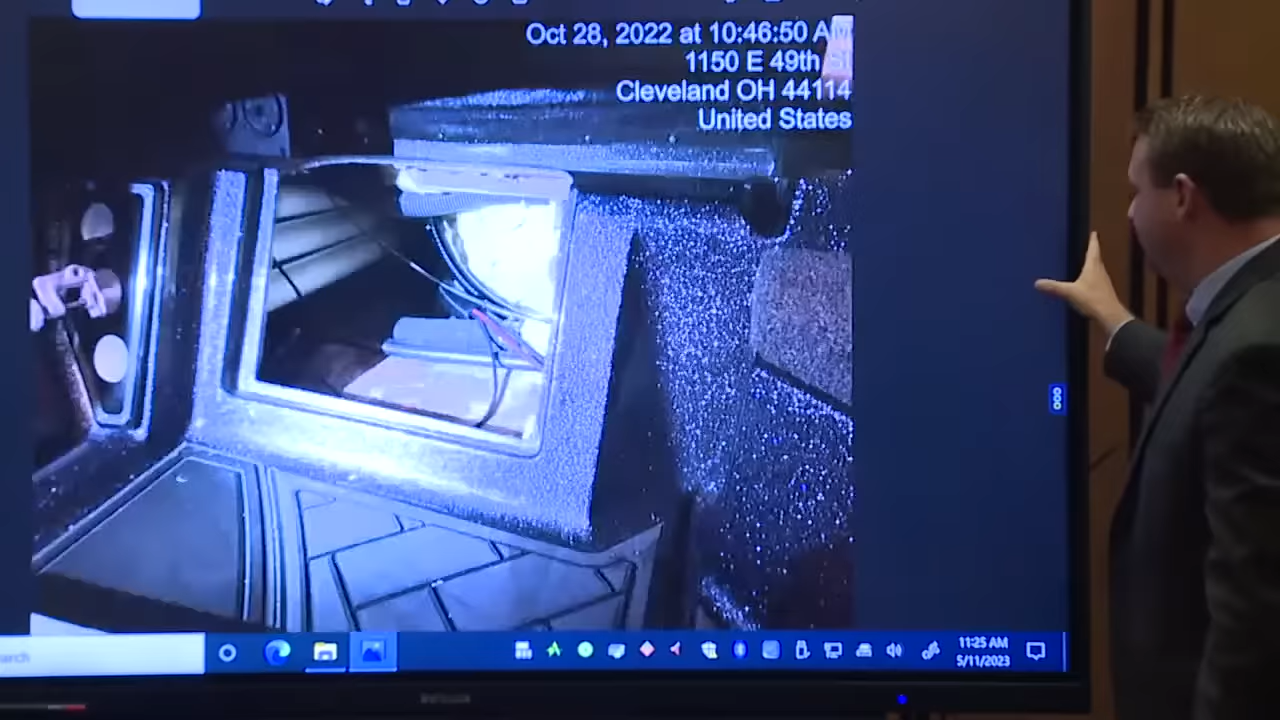 Oct 28, 2022 at 10:46:50 AM
1150 E 49th St
Cleveland OH 44114
United States
earch
11:25 AM
5/11/2023